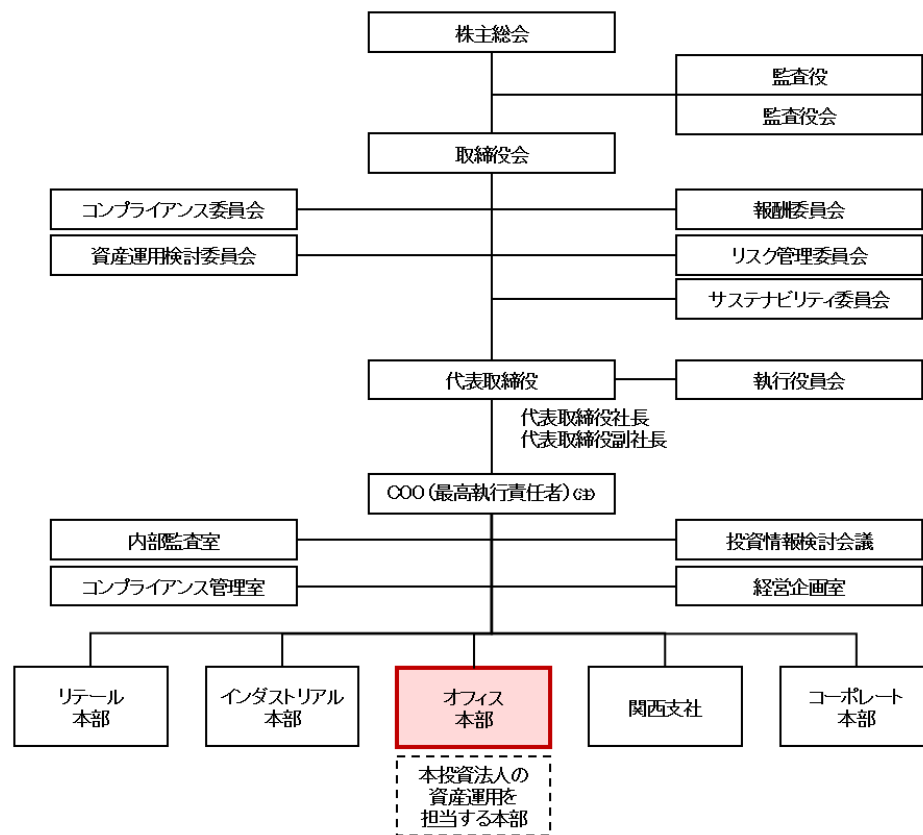 株主総会
監査役
監査役会
取締役会
コンプライアンス委員会
報酬委員会
資産運用検討委員会
リスク管理委員会
サステナビリティ委員会
代表取締役
執行役員会
代表取締役社長
代表取締役副社長
COO（最高執行責任者）（注）
内部監査室
投資情報検討会議
コンプライアンス管理室
経営企画室
リテール
本部
インダストリアル
本部
オフィス
本部
関西支社
コーポレート
本部
本投資法人の
資産運用を
担当する本部